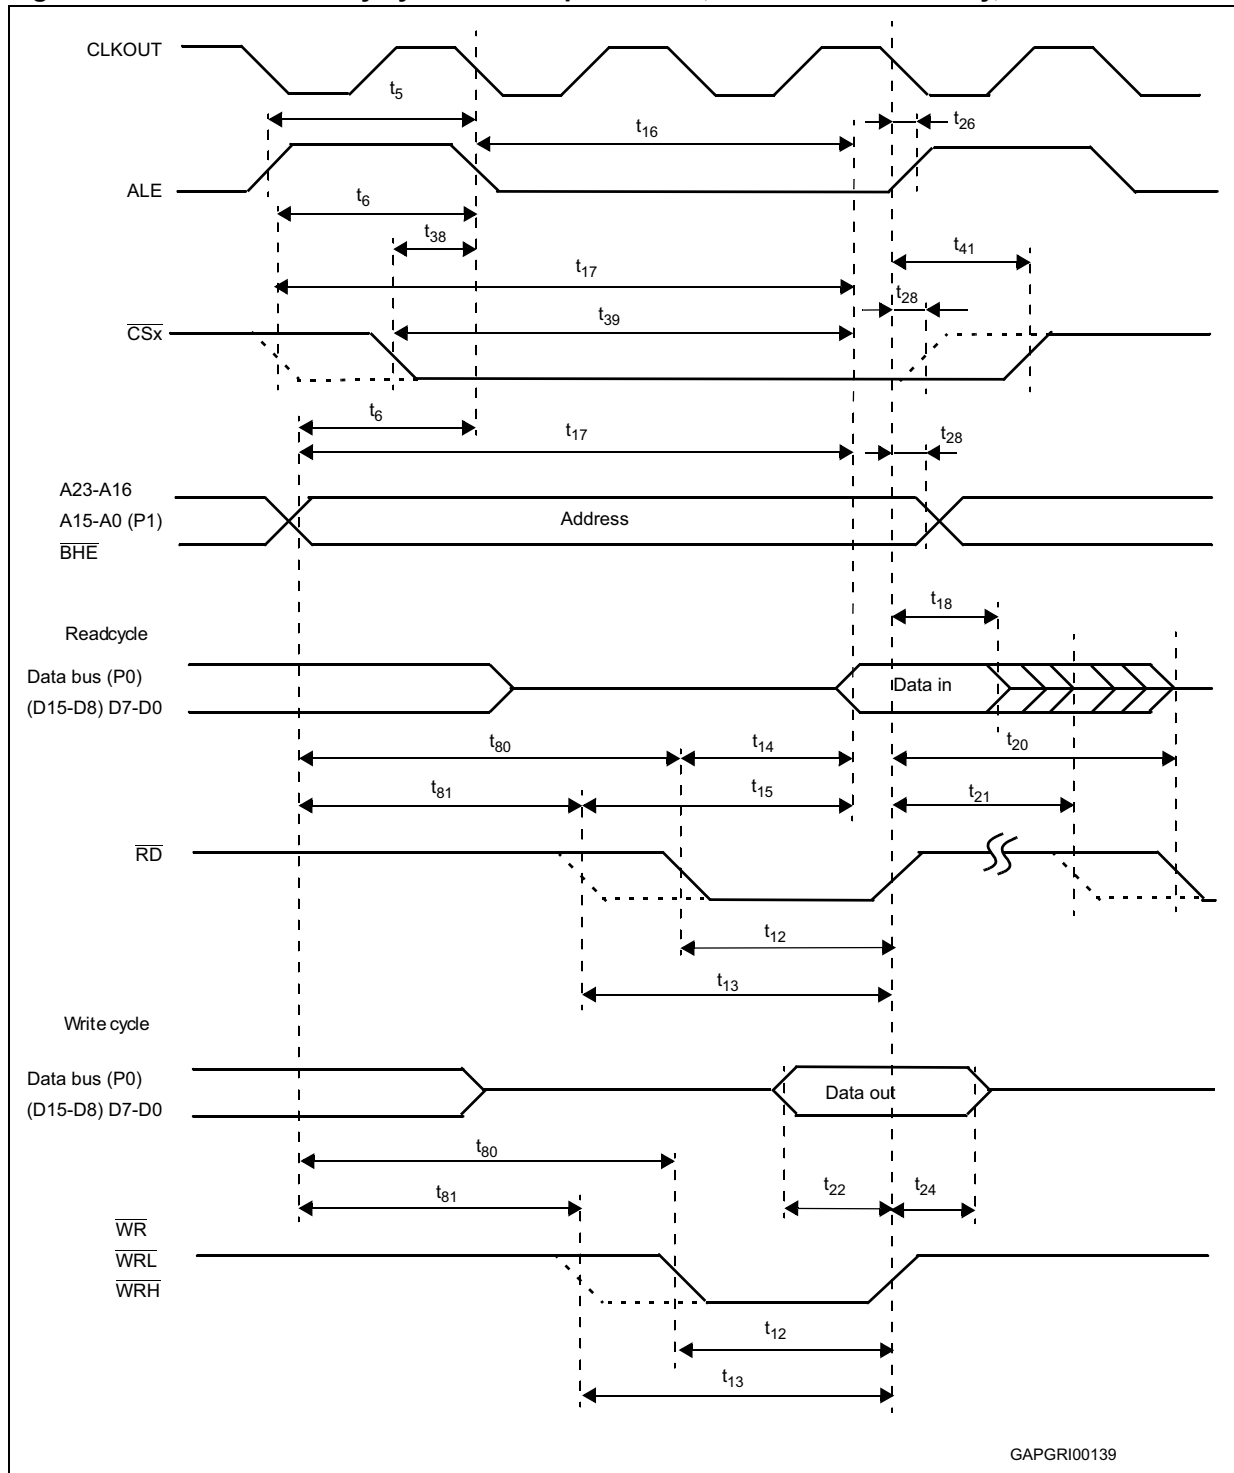 CLKOUT
t5
t16
t26
ALE
t6
t38
t41
t17
t28
CSx
t39
t6
t17
t28
A23-A16
A15-A0 (P1)
Address
BHE
t18
Readcycle
Data bus (P0)
Data in
(D15-D8) D7-D0
t80
t14
t20
t81
t15
t21
RD
t12
t13
Write cycle
Data bus (P0)
Data out
(D15-D8) D7-D0
t80
t22
t24
t81
WR
WRL
WRH
t12
t13
GAPGRI00139